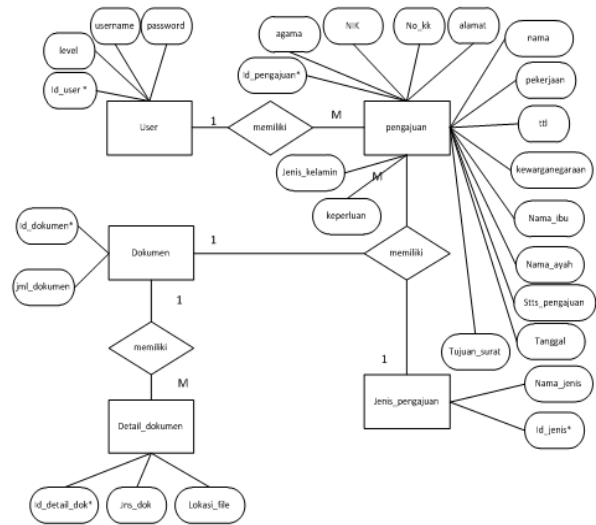 username
password
level
Id_user *
User
1
memiliki
M
agama
NIK
No_kk
alamat
Id_pengajuan*
pengajuan
nama
pekerjaan
ttl
kewarganegaraan
Nama_ibu
Nama_ayah
Stts_pengajuan
Tanggal
Tujuan_surat
Jenis_kelamin
M
keperluan
Id_dokumen*
jml_dokumen
Dokumen
1
memiliki
1
memiliki
M
1
Jenis_pengajuan
Nama_jenis
Id_jenis*
Detail_dokumen
Id_detail_dok*
Jns_dok
Lokasi_file